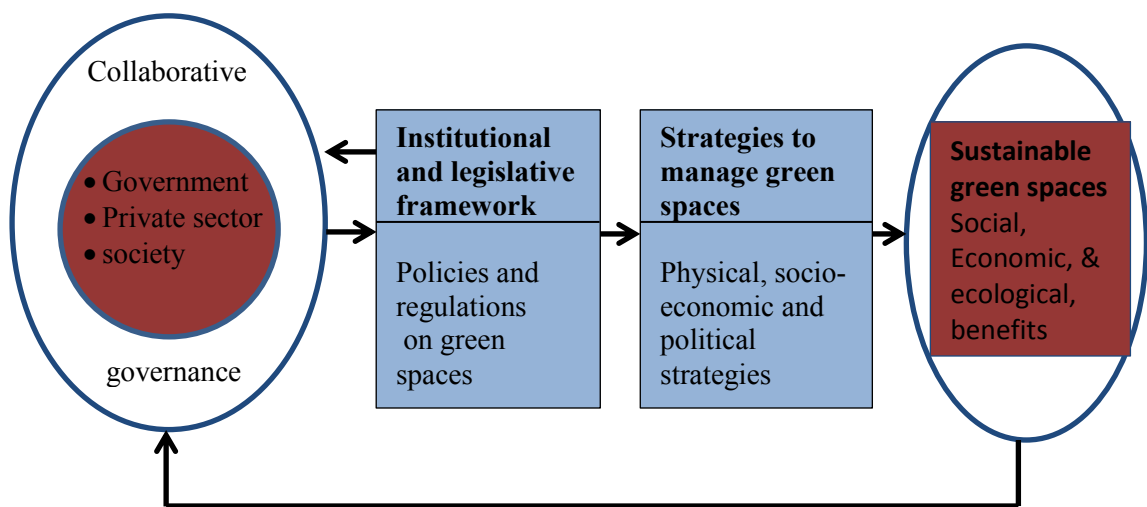 Collaborative
• Government
• Private sector
• society
governance
Institutional
and legislative
framework
Policies and
regulations
on green
spaces
Strategies to
manage green
spaces
Physical, socio-
economic and
political
strategies
Sustainable
green spaces
Social,
Economic, &
ecological,
benefits